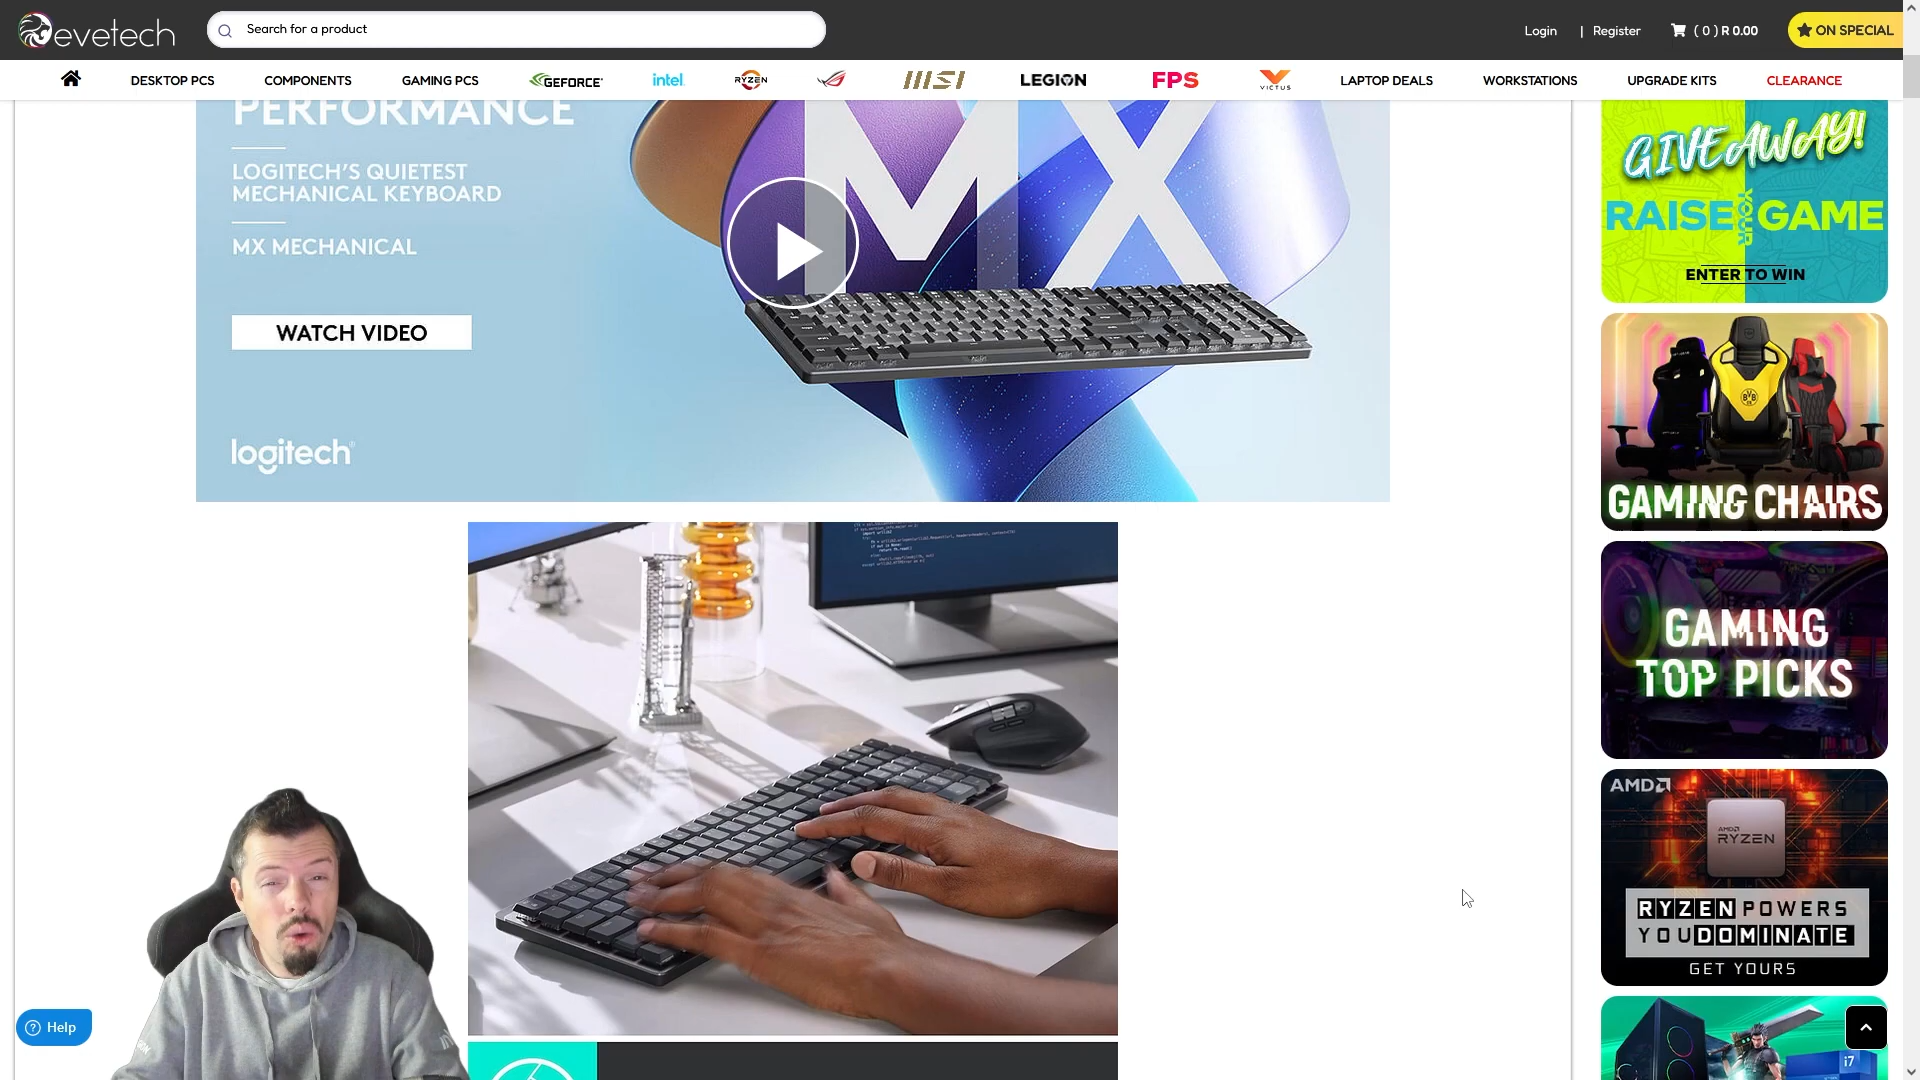 evetech
Search for a product
Login | Register
( 0 ) R 0.00
ON SPECIAL
DESKTOP PCS
COMPONENTS
GAMING PCS
GEFORCE
intel
RYZEN
MSI
LEGION
FPS
VICTUS
LAPTOP DEALS
WORKSTATIONS
UPGRADE KITS
CLEARANCE
PERFORMANCE
LOGITECH'S QUIETEST
MECHANICAL KEYBOARD
MX MECHANICAL
WATCH VIDEO
logitech
MX
GIVEAWAY!
RAISE YOUR GAME
ENTER TO WIN
GAMING CHAIRS
GAMING
TOP PICKS
AMD
AMD
RYZEN
RYZEN POWERS
YOU DOMINATE
GET YOURS
i7
Help